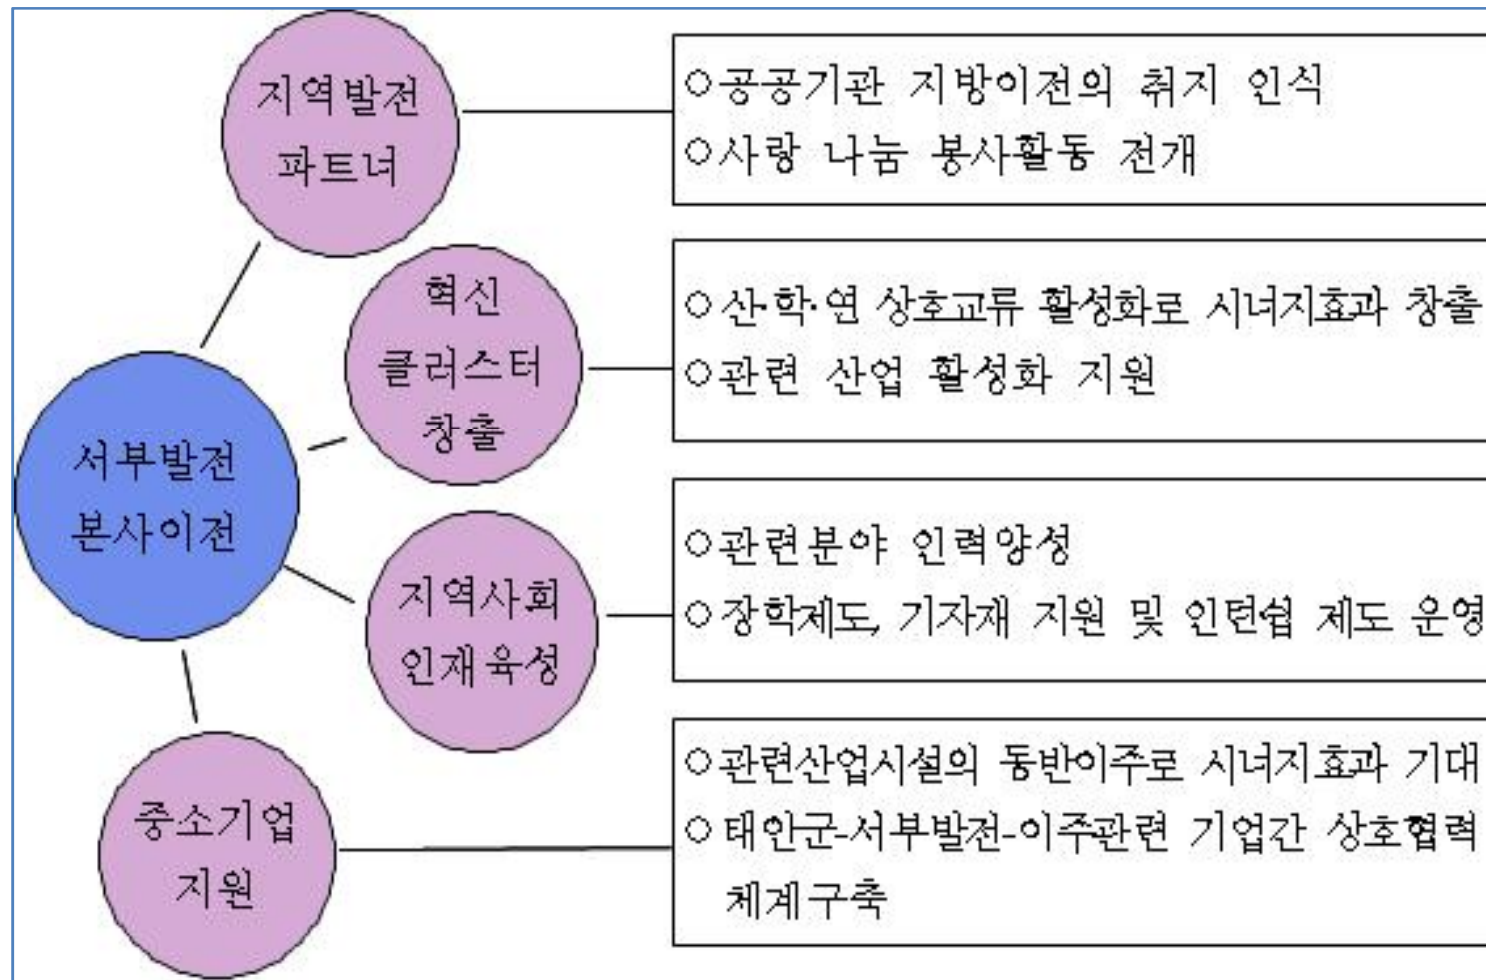 지역발전
파트너
○ 공공기관 지방이전의 취지 인식
○ 사랑 나눔 봉사활동 전개
혁신
클러스터
창출
○ 산·학·연 상호교류 활성화로 시너지효과 창출
○ 관련 산업 활성화 지원
서부발전
본사이전
지역사회
인재육성
○ 관련분야 인력양성
○ 장학제도, 기자재 지원 및 인턴쉽 제도 운영
중소기업
지원
○ 관련산업시설의 동반이주로 시너지효과 기대
○ 태안군-서부발전-이주관련 기업간 상호협력
체계구축